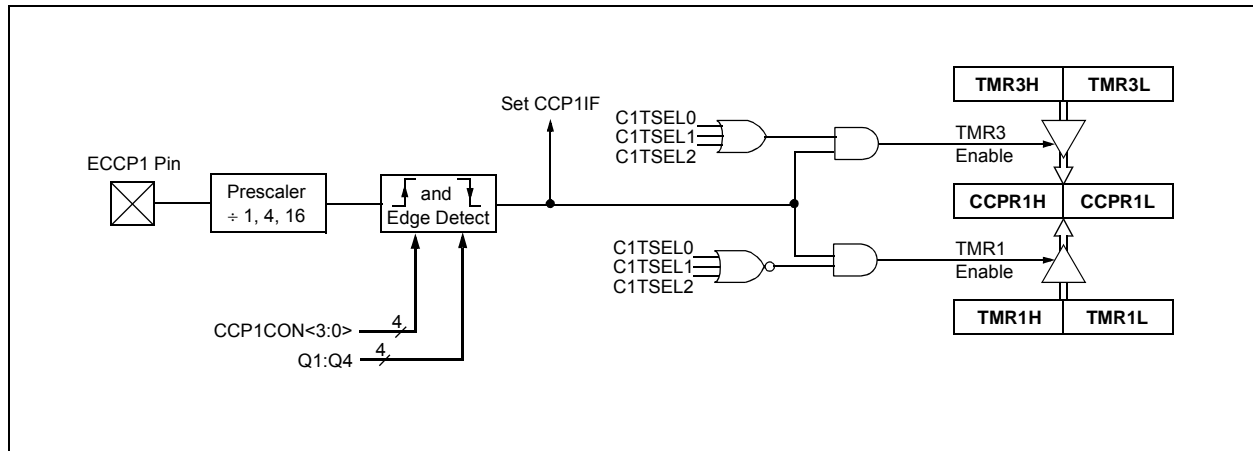 TMR3H TMR3L
Set CCP1IF
C1TSEL0
C1TSEL1
C1TSEL2
TMR3
Enable
ECCP1 Pin
Prescaler
÷ 1, 4, 16
and
Edge Detect
CCPR1H CCPR1L
C1TSEL0
C1TSEL1
C1TSEL2
TMR1
Enable
TMR1H TMR1L
CCP1CON<3:0>
4
Q1:Q4
4